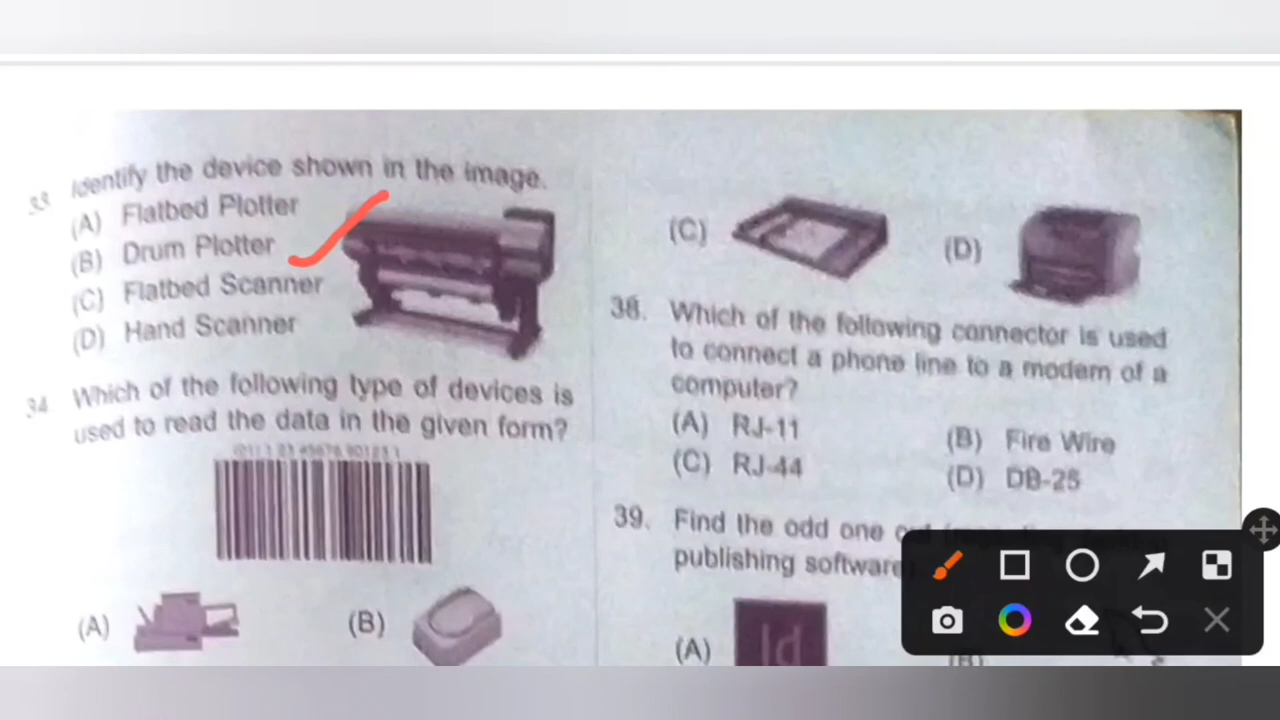 33. Identify the device shown in the image.
(A) Flatbed Plotter
(B) Drum Plotter
(C) Flatbed Scanner
(D) Hand Scanner
34. Which of the following type of devices is
used to read the data in the given form?
(A)
(B)
(C)
(D)
38. Which of the following connector is used
to connect a phone line to a modem of a
computer?
(A) RJ-11
(B) Fire Wire
(C) RJ-44
(D) DB-25
39. Find the odd one
publishing software
(A) Id
(B)